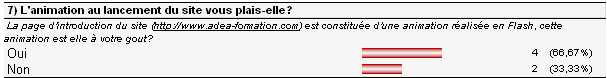 7) L'animation au lancement du site vous plais-elle?
La page d'introduction du site (http://www.adea-formation.com) est constituée d'une animation réalisée en Flash, cette
animation est elle à votre gout?
Oui 4 (66,67%)
Non 2 (33,33%)